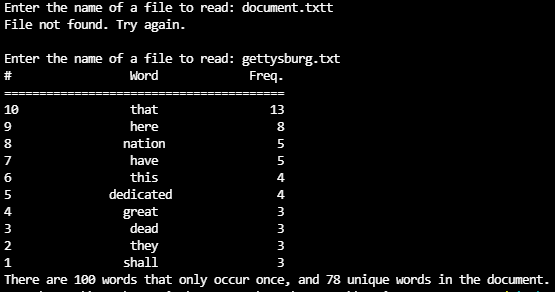 Enter the name of a file to read: document.txtt
File not found. Try again.
Enter the name of a file to read: gettysburg.txt
# Word Freq.
========================================
10 that 13
9 here 8
8 nation 5
7 have 5
6 this 4
5 dedicated 4
4 great 3
3 dead 3
2 they 3
1 shall 3
There are 100 words that only occur once, and 78 unique words in the document.